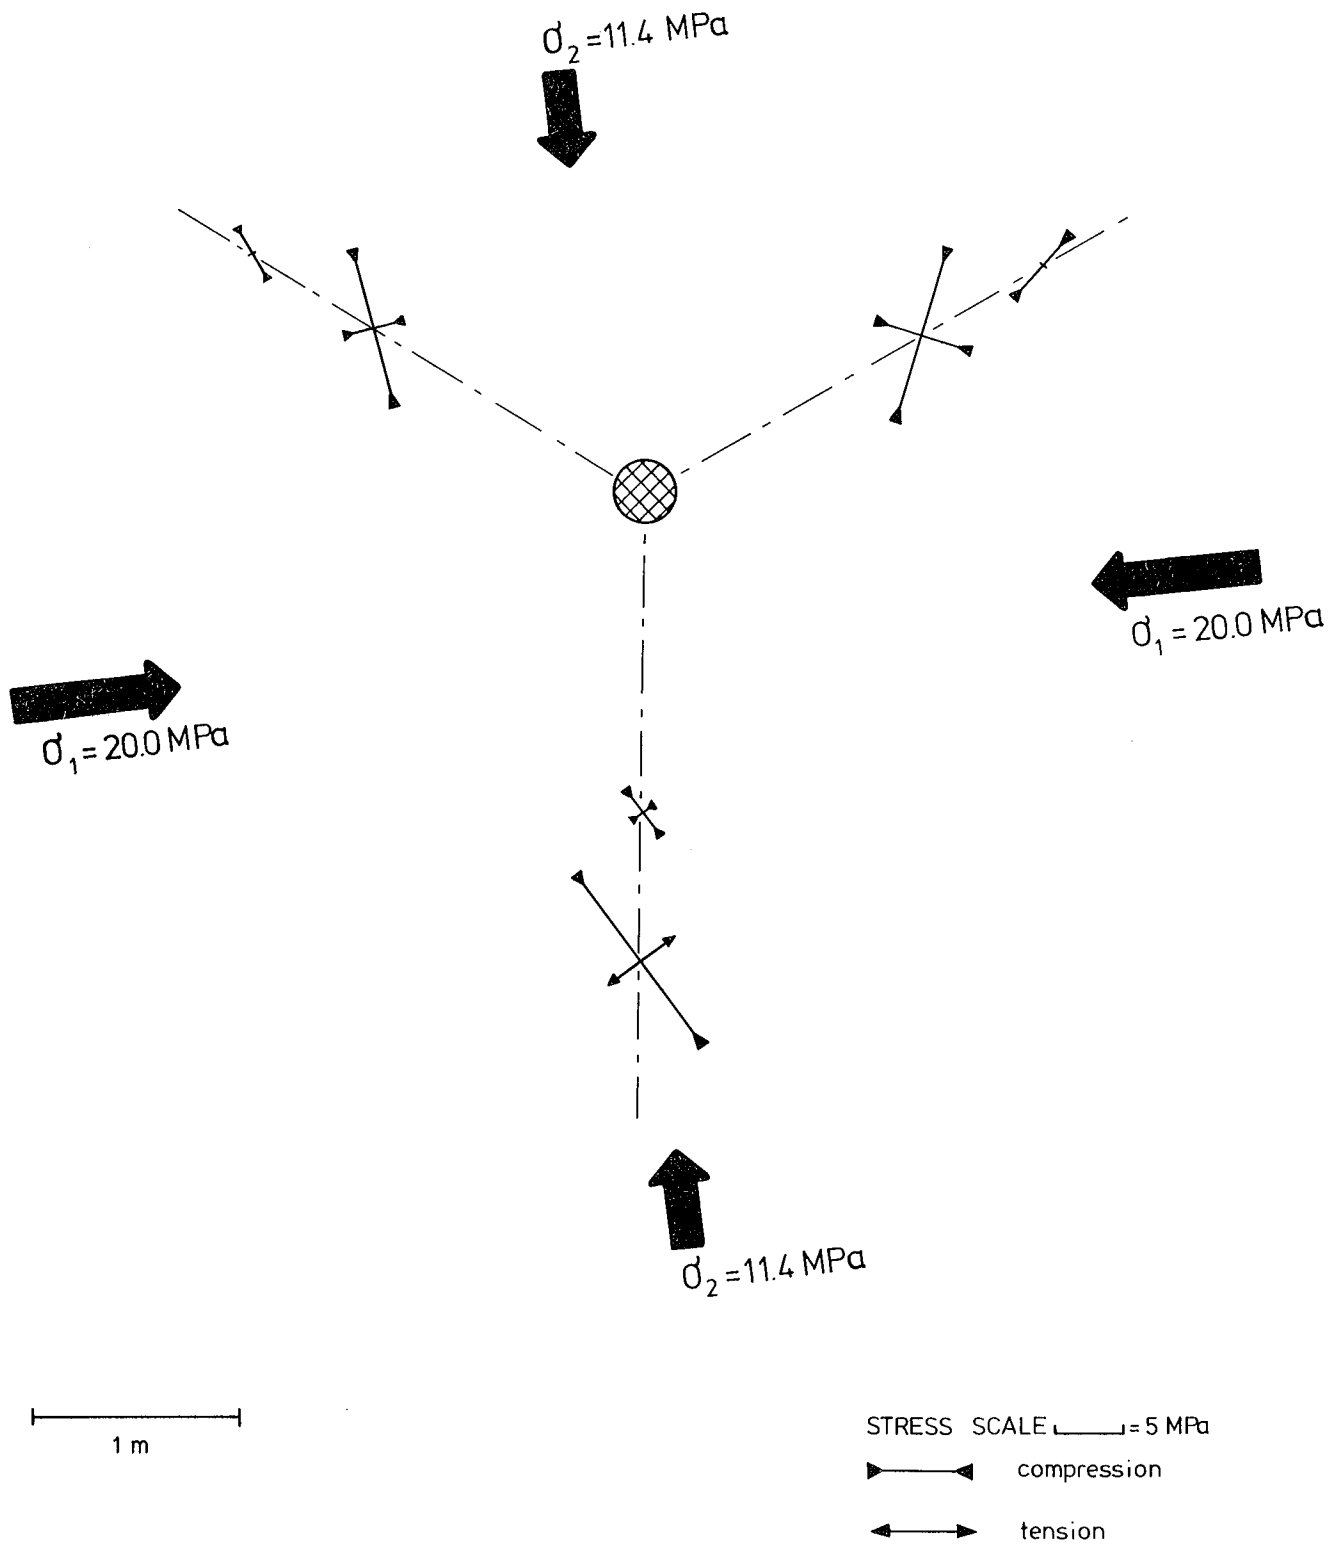 σ₂ = 11.4 MPa
σ₁ = 20.0 MPa
σ₁ = 20.0 MPa
σ₂ = 11.4 MPa
1 m
STRESS SCALE = 5 MPa
compression
tension